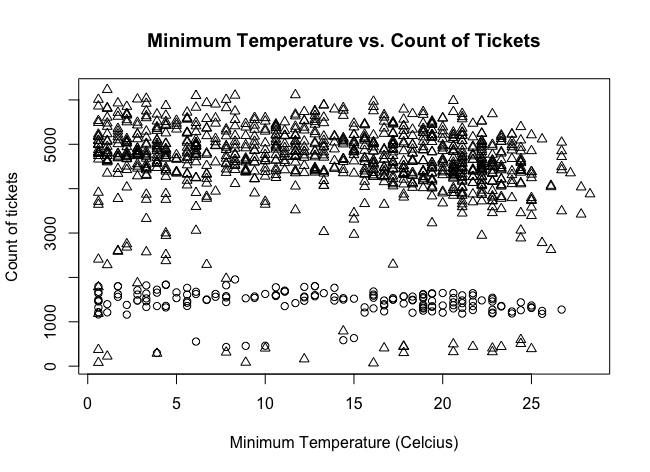 Minimum Temperature vs. Count of Tickets
Count of tickets
5000
3000
1000
0
0 5 10 15 20 25
Minimum Temperature (Celcius)